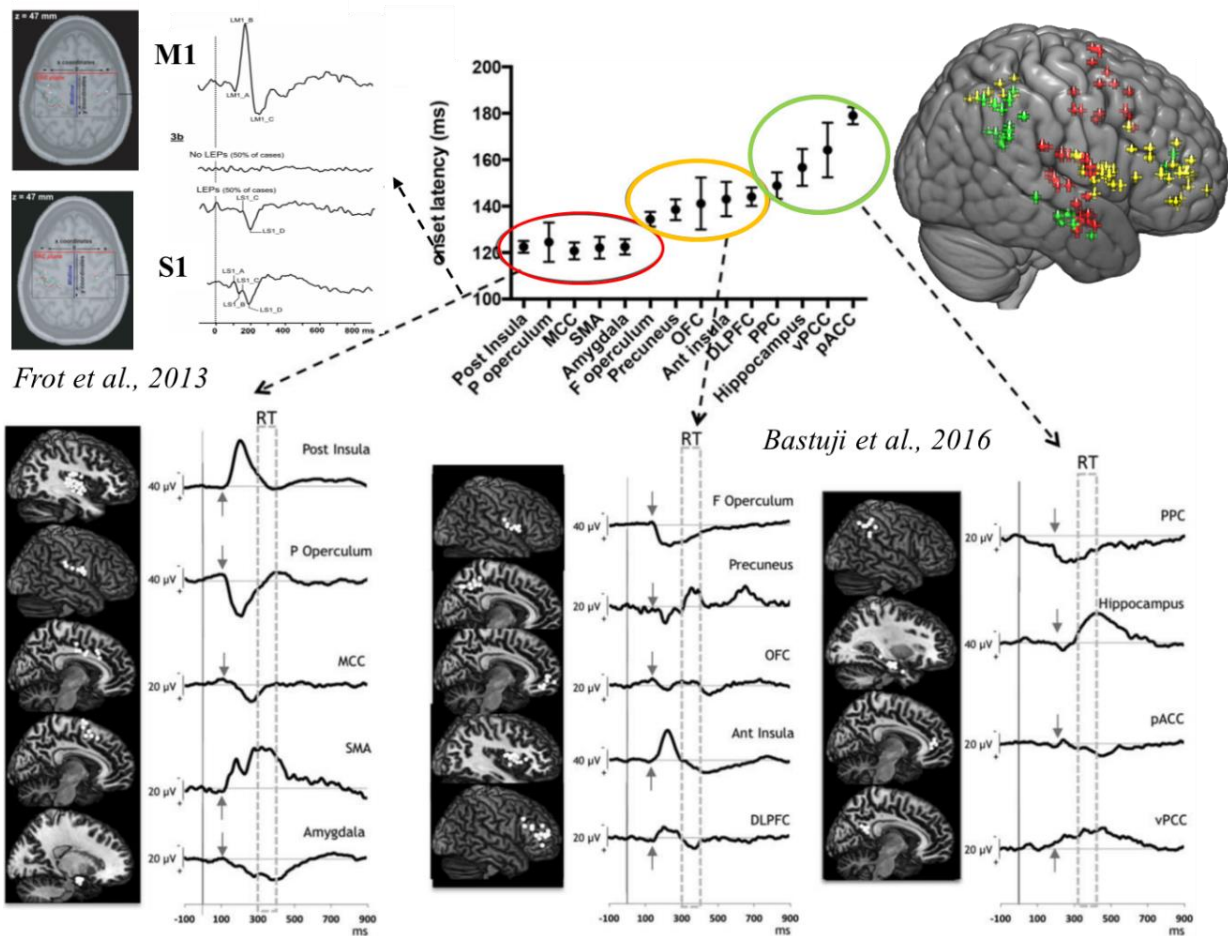 z = 47 mm
x coordinates
z = 47 mm
x coordinates
M1
LM1_B
LM1_A
LM1_C
3b
No LEPs (50% of cases)
LEPs (50% of cases)
LS1_C
LS1_D
S1
LS1_A
LS1_C
LS1_B
LS1_D
0 200 400 600 800 ms
Frot et al., 2013
onset latency (ms)
200
180
160
140
120
100
Post Insula
P operculum
MCC
SMA
Amygdala
F operculum
Precuneus
OFC
Ant insula
DLPFC
PPC
Hippocampus
vPCC
pACC
Bastuji et al., 2016
RT
Post Insula
40 µV
- +
P Operculum
40 µV
- +
MCC
20 µV
- +
SMA
20 µV
- +
Amygdala
20 µV
- +
-100 100 300 500 700 900
ms
RT
F Operculum
40 µV
- +
Precuneus
20 µV
- +
OFC
20 µV
- +
Ant Insula
40 µV
- +
DLPFC
20 µV
- +
-100 100 300 500 700 900
ms
RT
PPC
20 µV
- +
Hippocampus
40 µV
- +
pACC
20 µV
- +
vPCC
20 µV
- +
-100 100 300 500 700 900
ms